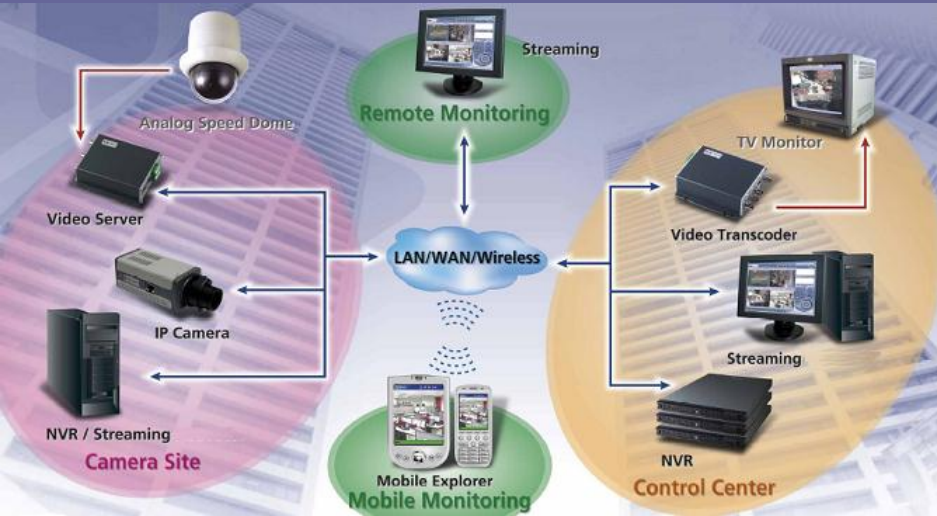 Streaming
Remote Monitoring
Analog Speed Dome
TV Monitor
Video Server
Video Transcoder
LAN/WAN/Wireless
IP Camera
Streaming
NVR / Streaming
Camera Site
NVR
Control Center
Mobile Explorer
Mobile Monitoring